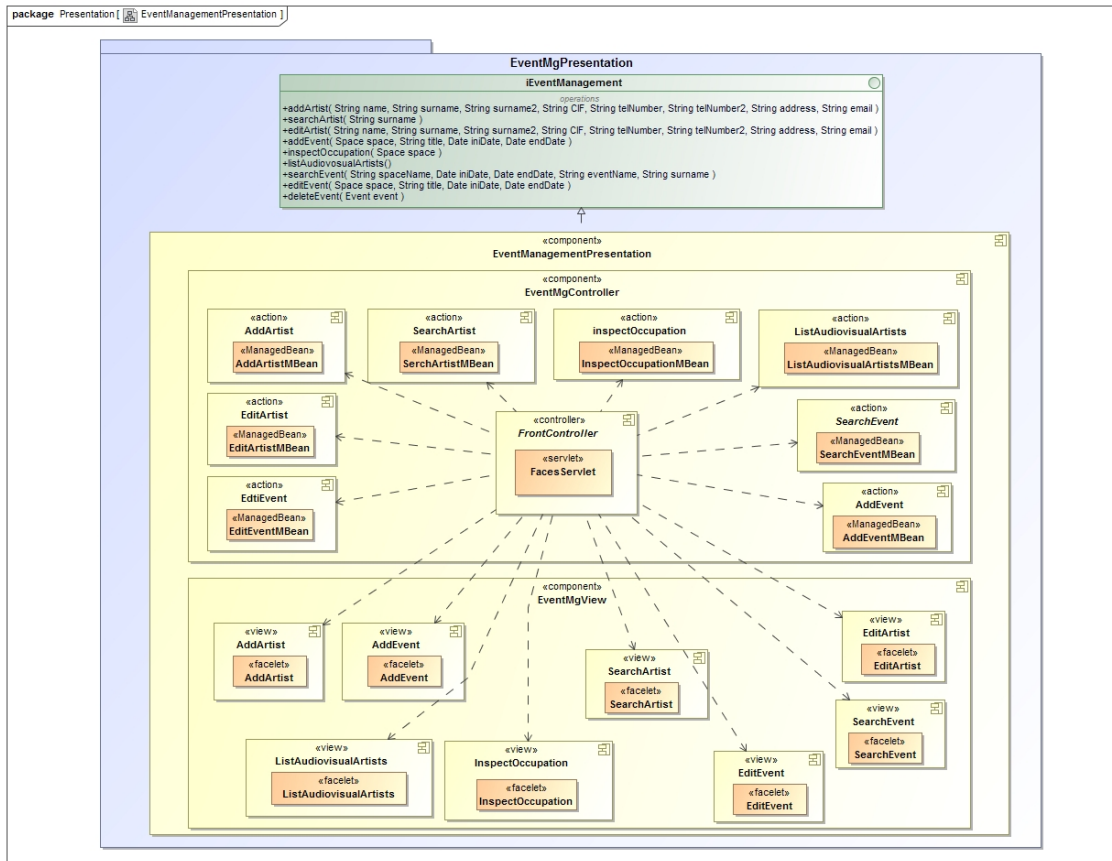 package Presentation [ EventManagementPresentation ]
EventMgPresentation
iEventManagement
operations
+addArtist( String name, String surname, String surname2, String CIF, String telNumber, String telNumber2, String address, String email )
+searchArtist( String surname )
+editArtist( String name, String surname, String surname2, String CIF, String telNumber, String telNumber2, String address, String email )
+addEvent( Space space, String title, Date iniDate, Date endDate )
+inspectOccupation( Space space )
+listAudiovosualArtists()
+searchEvent( String spaceName, Date iniDate, Date endDate, String eventName, String surname )
+editEvent( Space space, String title, Date iniDate, Date endDate )
+deleteEvent( Event event )
«component»
EventManagementPresentation
«component»
EventMgController
«action»
AddArtist
«ManagedBean»
AddArtistMBean
«action»
SearchArtist
«ManagedBean»
SerchArtistMBean
«action»
inspectOccupation
«ManagedBean»
InspectOccupationMBean
«action»
ListAudiovisualArtists
«ManagedBean»
ListAudiovisualArtistsMBean
«action»
EditArtist
«ManagedBean»
EditArtistMBean
«controller»
FrontController
«servlet»
FacesServlet
«action»
SearchEvent
«ManagedBean»
SearchEventMBean
«action»
EdtiEvent
«ManagedBean»
EditEventMBean
«action»
AddEvent
«ManagedBean»
AddEventMBean
«component»
EventMgView
«view»
AddArtist
«facelet»
AddArtist
«view»
AddEvent
«facelet»
AddEvent
«view»
SearchArtist
«facelet»
SearchArtist
«view»
EditArtist
«facelet»
EditArtist
«view»
SearchEvent
«facelet»
SearchEvent
«view»
ListAudiovisualArtists
«facelet»
ListAudiovisualArtists
«view»
InspectOccupation
«facelet»
InspectOccupation
«view»
EditEvent
«facelet»
EditEvent